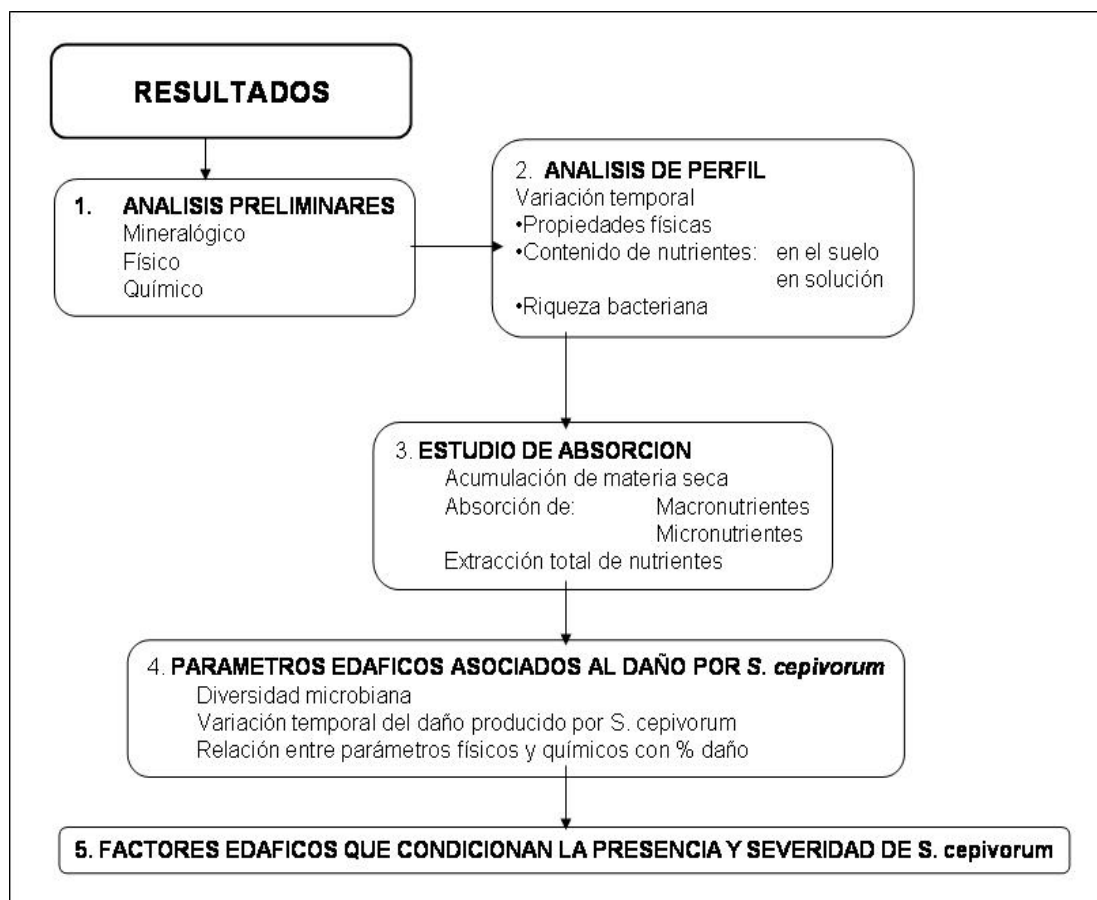 RESULTADOS
1. ANALISIS PRELIMINARES
Mineralógico
Físico
Químico
2. ANALISIS DE PERFIL
Variación temporal
•Propiedades físicas
•Contenido de nutrientes: en el suelo
en solución
•Riqueza bacteriana
3. ESTUDIO DE ABSORCION
Acumulación de materia seca
Absorción de: Macronutrientes
Micronutrientes
Extracción total de nutrientes
4. PARAMETROS EDAFICOS ASOCIADOS AL DAÑO POR S. cepivorum
Diversidad microbiana
Variación temporal del daño producido por S. cepivorum
Relación entre parámetros físicos y químicos con % daño
5. FACTORES EDAFICOS QUE CONDICIONAN LA PRESENCIA Y SEVERIDAD DE S. cepivorum